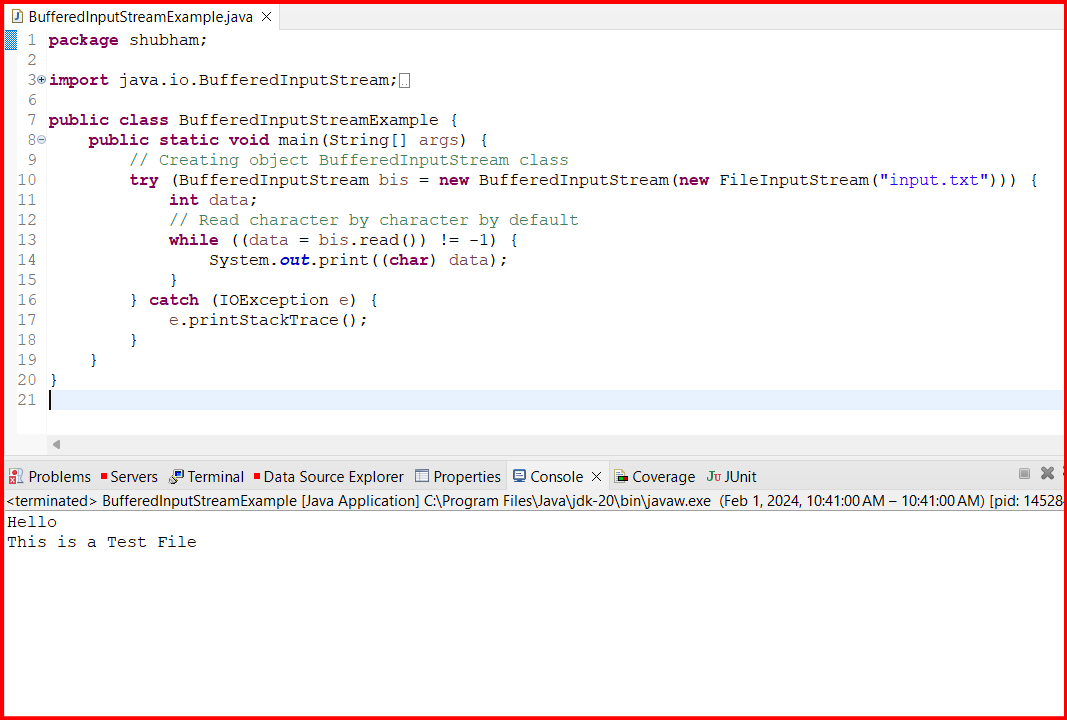 BufferedInputStreamExample.java
1 package shubham;
2
3 import java.io.BufferedInputStream;
6
7 public class BufferedInputStreamExample {
8     public static void main(String[] args) {
9         // Creating object BufferedInputStream class
10         try (BufferedInputStream bis = new BufferedInputStream(new FileInputStream("input.txt"))) {
11             int data;
12             // Read character by character by default
13             while ((data = bis.read()) != -1) {
14                 System.out.print((char) data);
15             }
16         } catch (IOException e) {
17             e.printStackTrace();
18         }
19     }
20 }
21
Problems Servers Terminal Data Source Explorer Properties Console Coverage JUnit
<terminated> BufferedInputStreamExample [Java Application] C:\Program Files\Java\jdk-20\bin\javaw.exe (Feb 1, 2024, 10:41:00 AM – 10:41:00 AM) [pid: 14528
Hello
This is a Test File